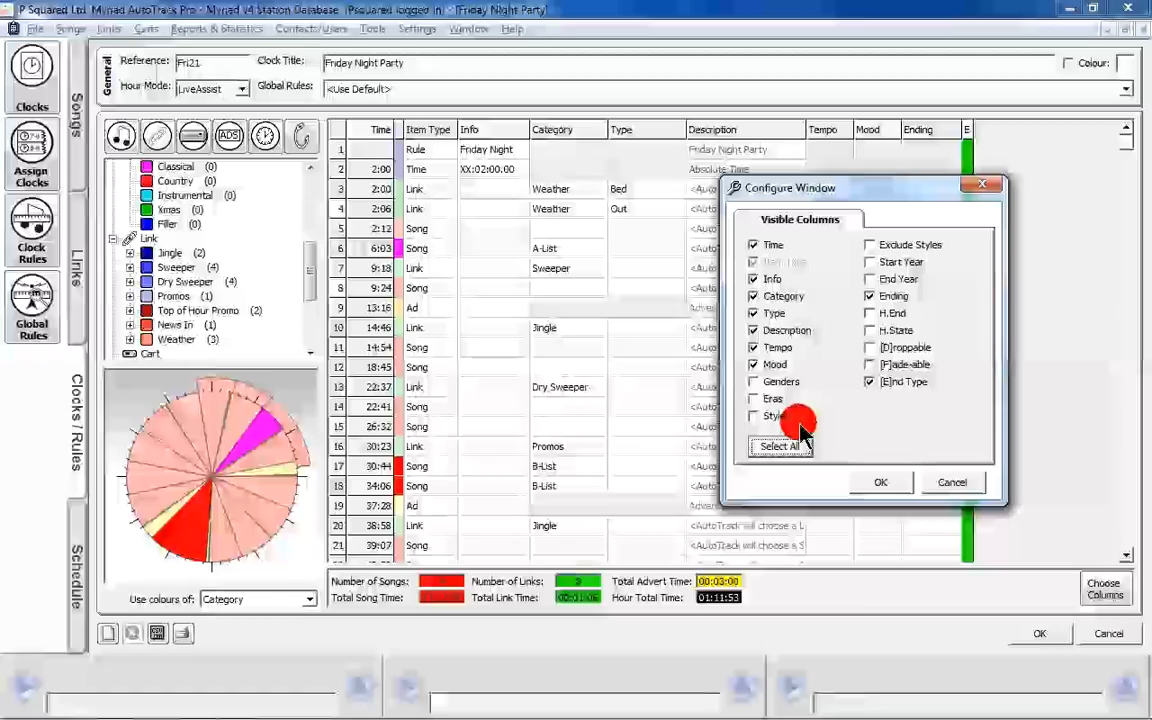 P Squared Ltd Myriad AutoTrack Pro - Myriad v4 Station Database (Psquared logged in) - [Friday Night Party]
File Songs Links Carts Reports & Statistics Contacts/Users Tools Settings Window Help
General
Reference: Fri21 Clock Title: Friday Night Party Colour:
Hour Mode: LiveAssist Global Rules: <Use Default>
Clocks
Assign
Clocks
Clock
Rules
Global
Rules
Songs
Links
Clocks / Rules
Schedule
ADS
Classical (0)
Country (0)
Instrumental (0)
Xmas (0)
Filler (0)
Link
Jingle (2)
Sweeper (4)
Dry Sweeper (4)
Promos (1)
Top of Hour Promo (2)
News In (1)
Weather (3)
Cart
Use colours of: Category
Time Item Type Info Category Type Description Tempo Mood Ending E
1 Rule Friday Night Friday Night Party
2 2:00 Time XX:02:00.00 Absolute Time
3 2:00 Link Weather Bed <Auto
4 2:06 Link Weather Out <Auto
5 2:12 Song
6 6:03 Song A-List
7 9:18 Link Sweeper
8 9:24 Song
9 13:16 Ad
10 14:46 Link Jingle
11 14:54 Song
12 18:45 Song
13 22:37 Link Dry Sweeper
14 22:41 Song
15 26:32 Song
16 30:23 Link Promos
17 30:44 Song B-List
18 34:06 Song B-List
19 37:28 Ad
20 38:58 Link Jingle <AutoTrack will choose a L
21 39:07 Song <AutoTrack will choose a S
Configure Window
Visible Columns
Time Exclude Styles
Item Type Start Year
Info End Year
Category Ending
Type H.End
Description H.State
Tempo [D]roppable
Mood [F]ade-able
Genders [E]nd Type
Eras
Style
Select All
OK Cancel
Number of Songs: Number of Links: 9 Total Advert Time: 00:03:00
Total Song Time: Total Link Time: 00:01:06 Hour Total Time: 01:11:53
Choose
Columns
OK Cancel